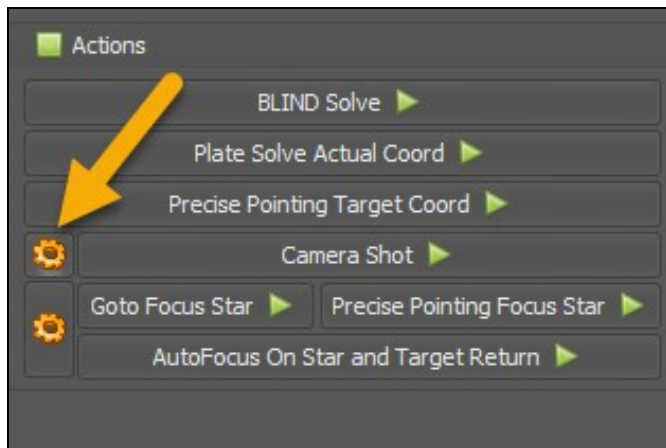 Actions
BLIND Solve
Plate Solve Actual Coord
Precise Pointing Target Coord
Camera Shot
Goto Focus Star Precise Pointing Focus Star
AutoFocus On Star and Target Return